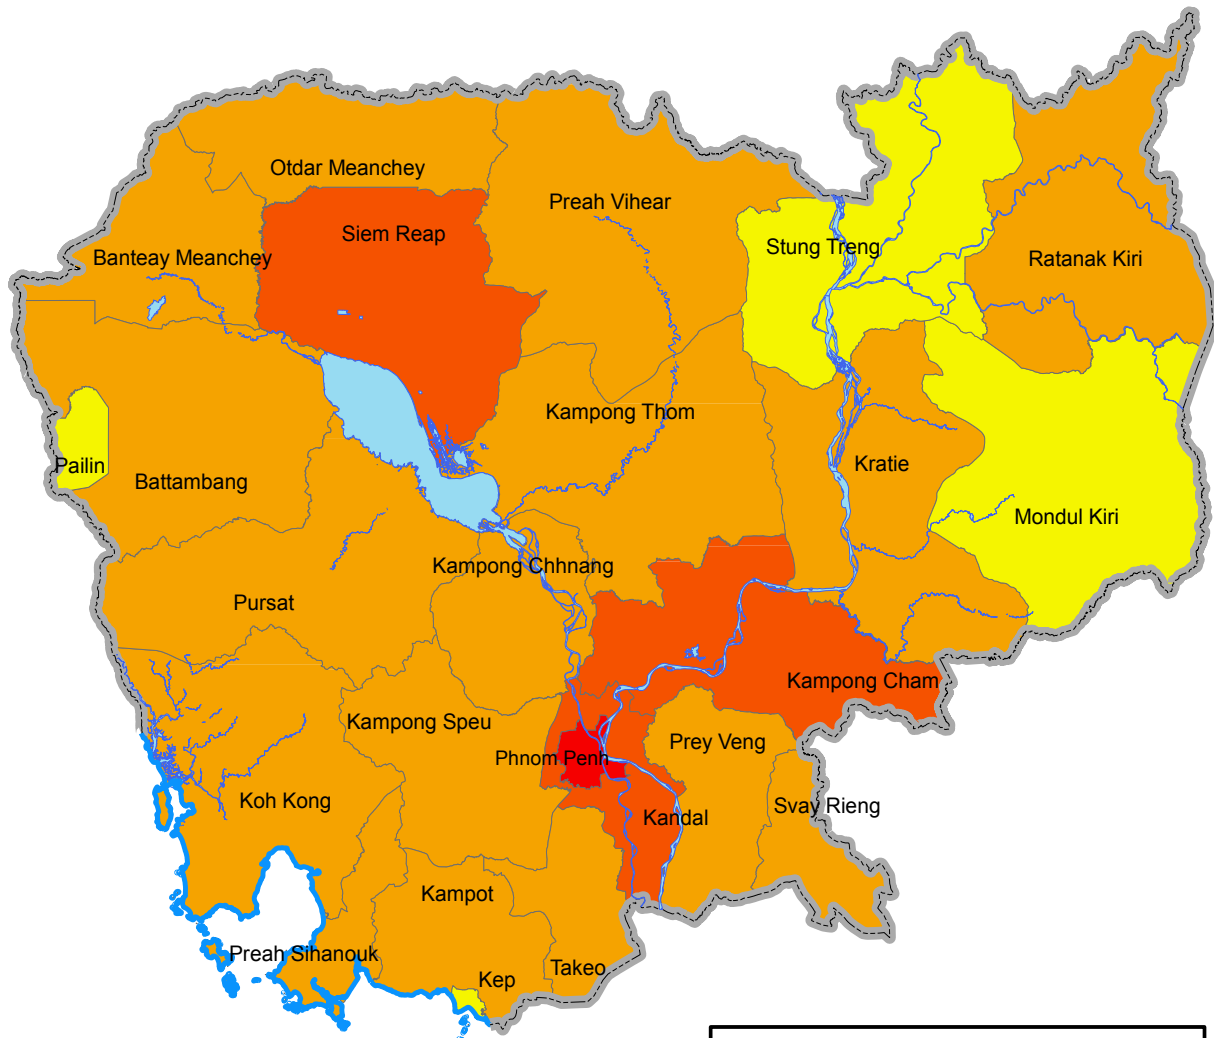 Otdar Meanchey
Preah Vihear
Siem Reap
Stung Treng
Banteay Meanchey
Ratanak Kiri
Kampong Thom
Pailin
Kratie
Battambang
Mondul Kiri
Kampong Chhnang
Pursat
Kampong Cham
Kampong Speu
Prey Veng
Phnom Penh
Koh Kong
Svay Rieng
Kandal
Kampot
Preah Sihanouk
Takeo
Kep